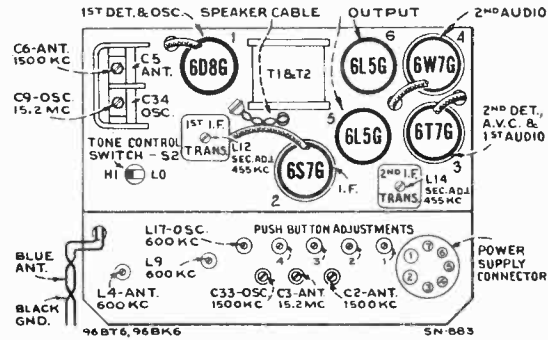 1ST DET. & OSC.
SPEAKER CABLE
OUTPUT
2ND AUDIO
1
6
4
C6-ANT.
1500 KC
C5
ANT.
6D8G
T1&T2
6L5G
6W7G
C9-OSC.
15.2 MC
C34
OSC.
1ST I.F.
TRANS.
5
6L5G
6T7G
2ND DET.,
A.V.C. &
1ST AUDIO
3
TONE CONTROL
SWITCH - S2
HI
LO
L12
SEC. ADJ.
455 KC
6S7G
2
I.F.
2ND I.F.
TRANS.
L14
SEC. ADJ.
455 KC
L17-OSC.
600 KC
PUSH BUTTON ADJUSTMENTS
4
3
2
1
L9
600 KC
BLUE
ANT.
L4-ANT.
600 KC
C33-OSC.
1500 KC
C3-ANT
15.2 MC
C2-ANT.
1500 KC
1
2
3
4
5
6
7
POWER
SUPPLY
CONNECTOR
BLACK
GND.
96BT6, 96BK6
SN-883